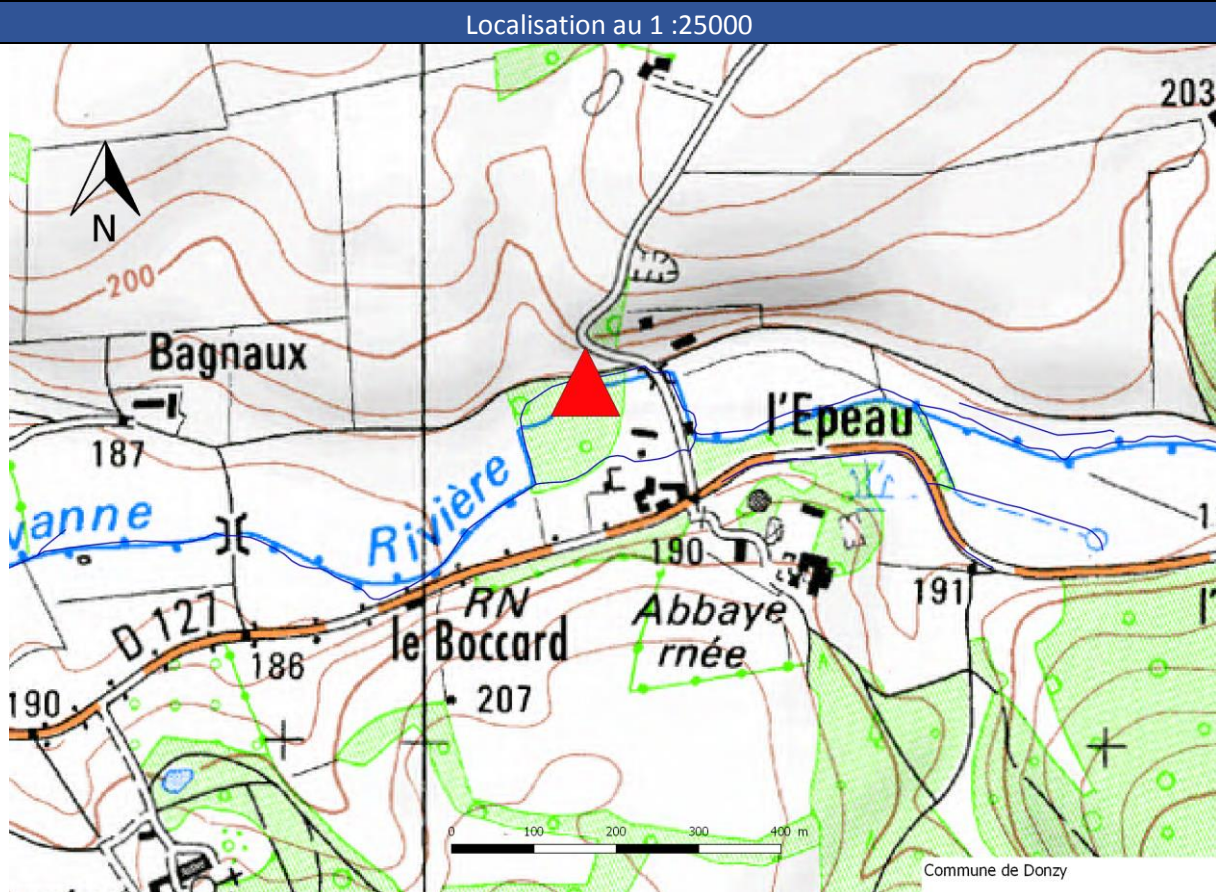 Localisation au 1 :25000
203
N
200
Bagnaux
l'Epeau
187
Rivière
vanne
190
RN
Abbaye
191
D 127
le Boccard
rnée
186
207
190
0 100 200 300 400 m
Commune de Donzy